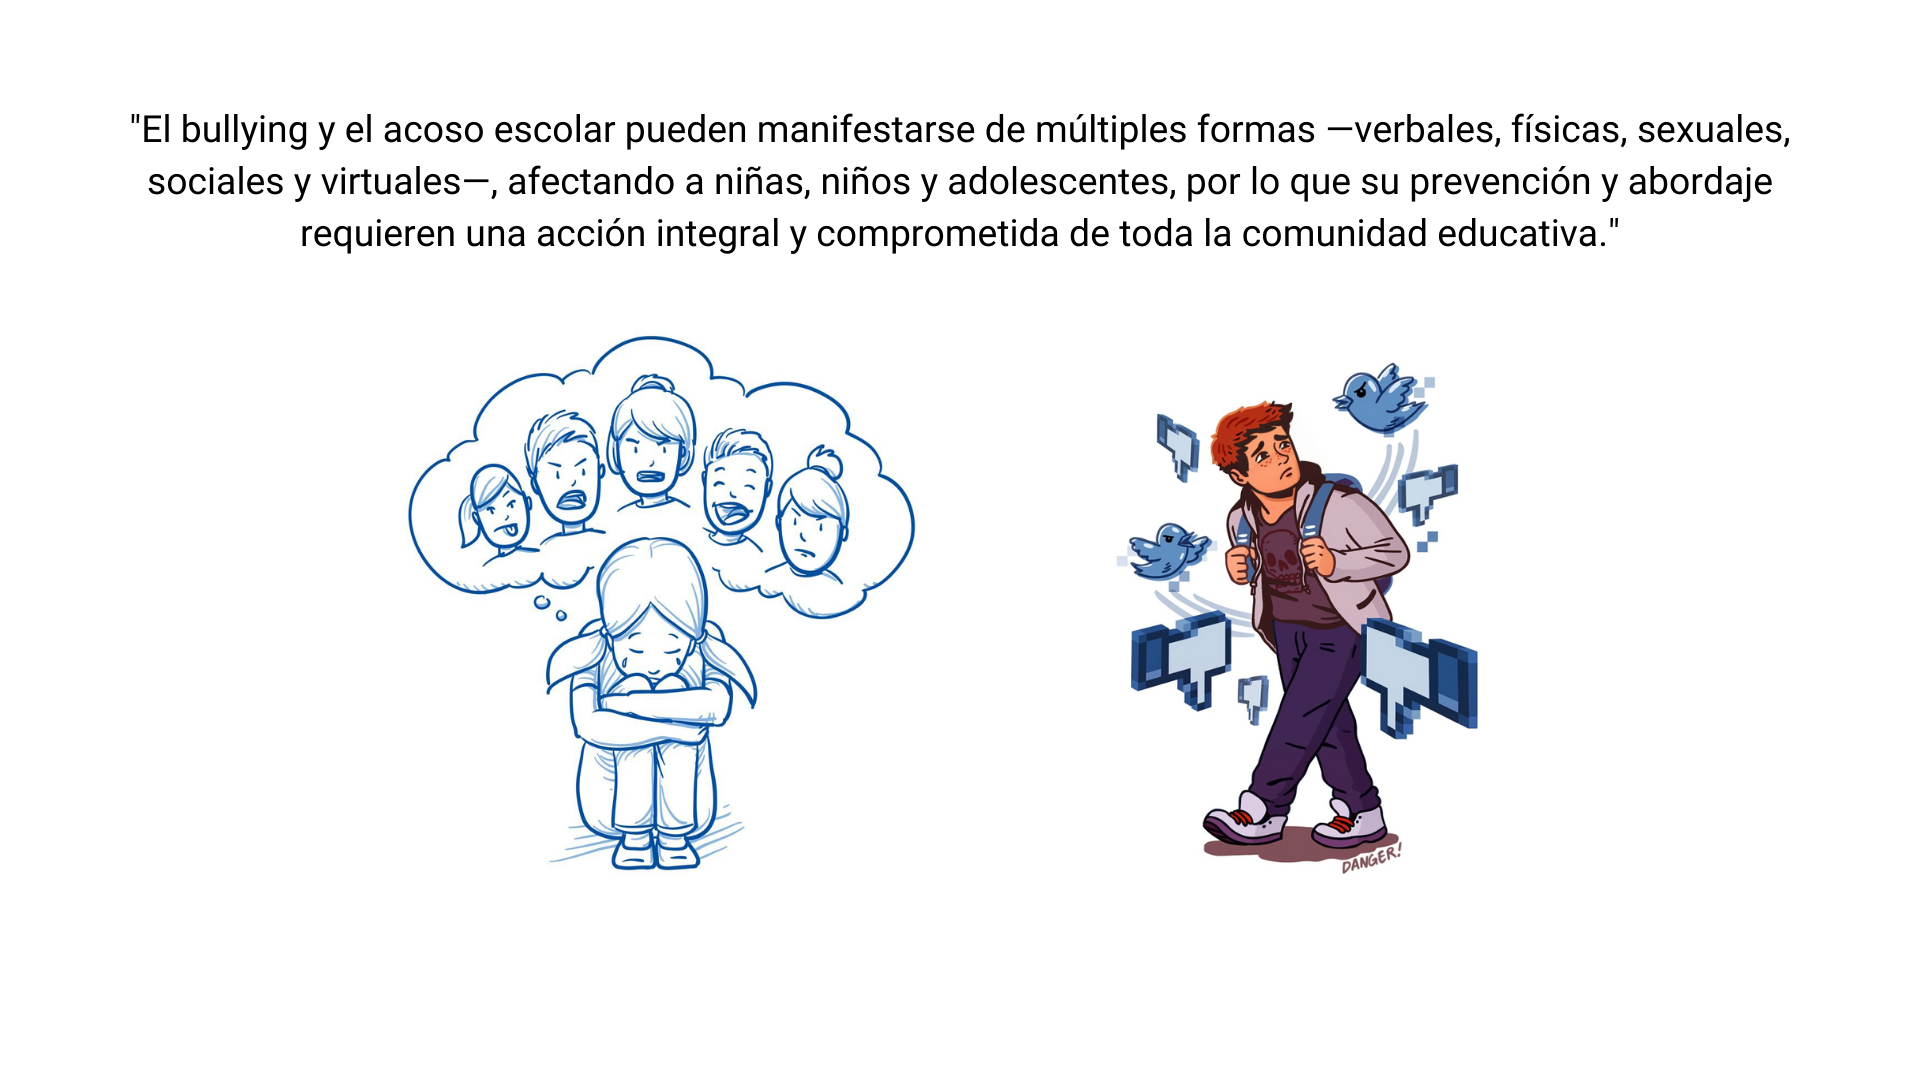 "El bullying y el acoso escolar pueden manifestarse de múltiples formas —verbales, físicas, sexuales,
sociales y virtuales—, afectando a niñas, niños y adolescentes, por lo que su prevención y abordaje
requieren una acción integral y comprometida de toda la comunidad educativa."
DANGER!